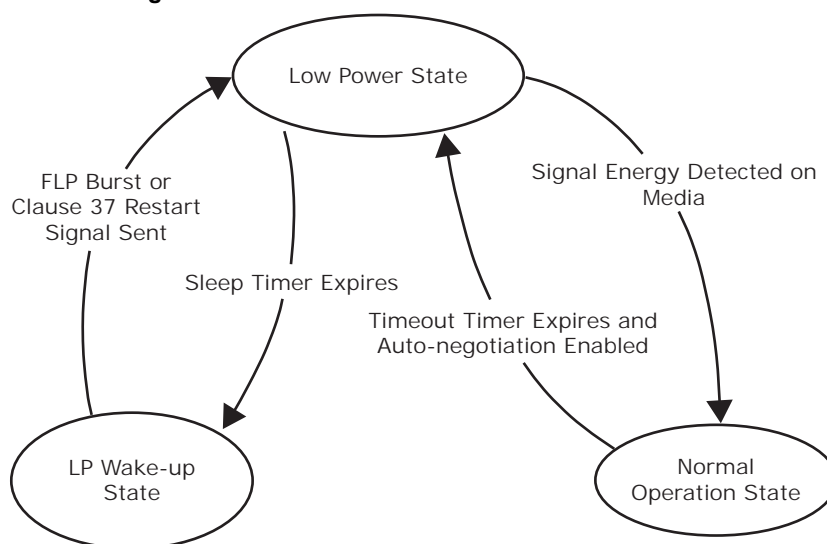 Low Power State
FLP Burst or
Clause 37 Restart
Signal Sent
Signal Energy Detected on
Media
Sleep Timer Expires
Timeout Timer Expires and
Auto-negotiation Enabled
LP Wake-up
State
Normal
Operation State